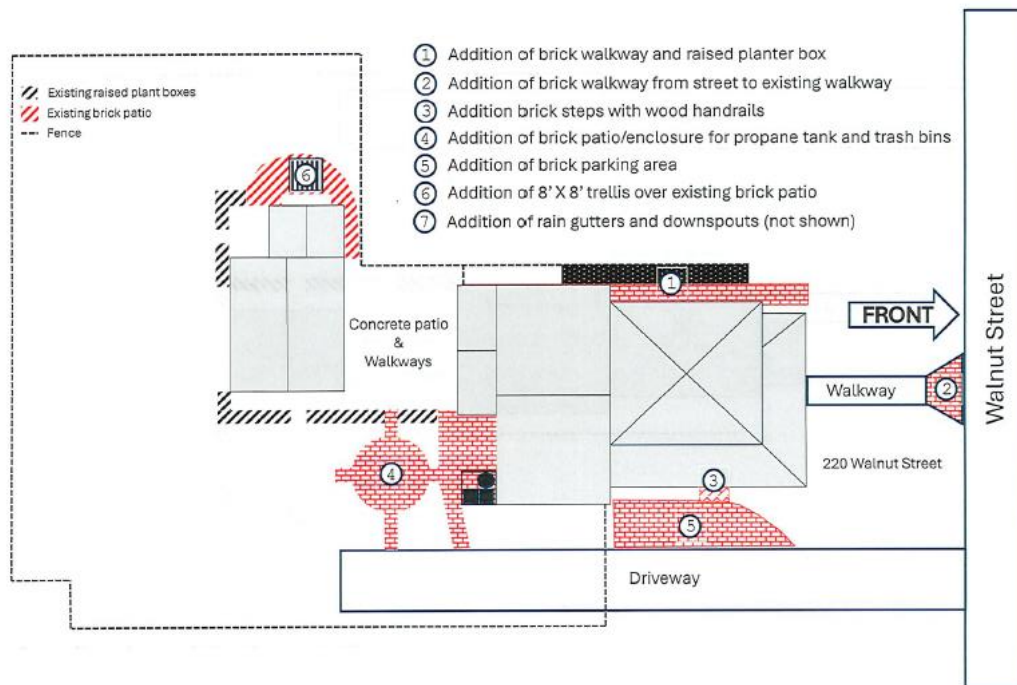 ① Addition of brick walkway and raised planter box
② Addition of brick walkway from street to existing walkway
③ Addition brick steps with wood handrails
④ Addition of brick patio/enclosure for propane tank and trash bins
⑤ Addition of brick parking area
⑥ Addition of 8' X 8' trellis over existing brick patio
⑦ Addition of rain gutters and downspouts (not shown)
Existing raised plant boxes
Existing brick patio
Fence
⑥
①
Concrete patio
&
Walkways
FRONT
Walnut Street
Walkway
②
220 Walnut Street
④
③
⑤
Driveway